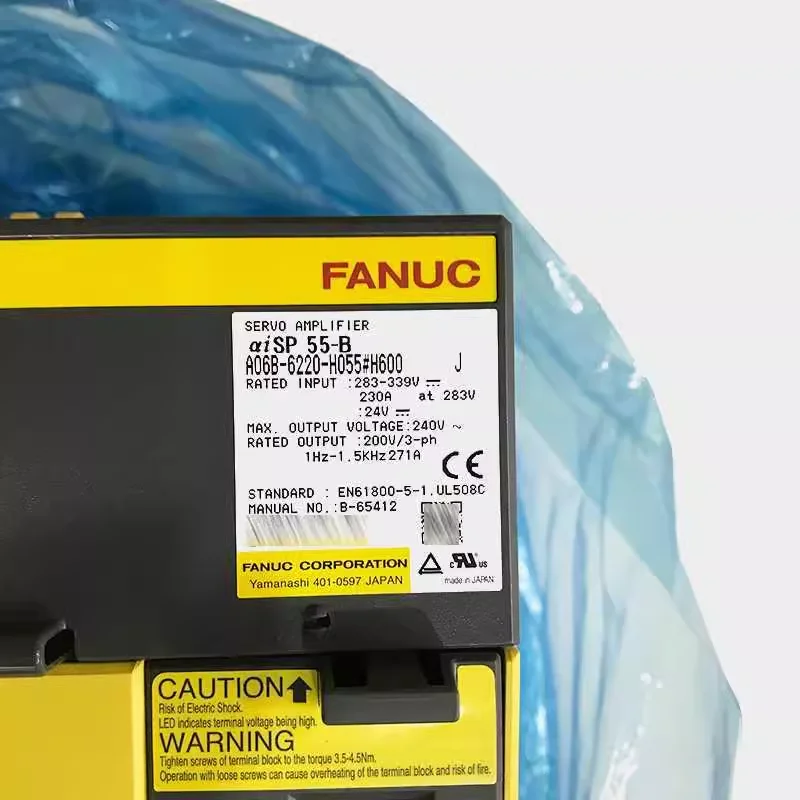 FANUC
SERVO AMPLIFIER
αiSP 55-B
A06B-6220-H055#H600 J
RATED INPUT :283-339V ⎓
230A at 283V
:24V ⎓
MAX. OUTPUT VOLTAGE:240V ~
RATED OUTPUT :200V/3-ph
1Hz-1.5KHz 271A
CE
STANDARD : EN61800-5-1.UL508C
MANUAL NO.:B-65412
FANUC CORPORATION
Yamanashi 401-0597 JAPAN
c RU US
made in JAPAN
CAUTION
Risk of Electric Shock.
LED indicates terminal voltage being high.
WARNING
Tighten screws of terminal block to the torque 3.5-4.5Nm.
Operation with loose screws can cause overheating of the terminal block and risk of fire.